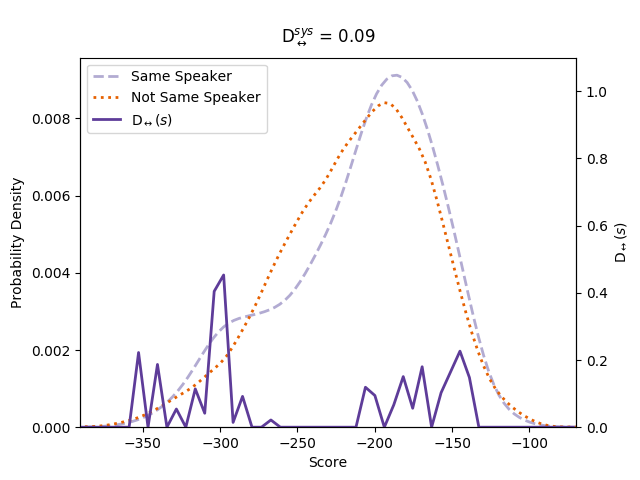 D↔sys = 0.09
Same Speaker
Not Same Speaker
D↔(s)
Probability Density
0.008
0.006
0.004
0.002
0.000
1.0
0.8
0.6
0.4
0.2
0.0
D↔(s)
−350 −300 −250 −200 −150 −100
Score